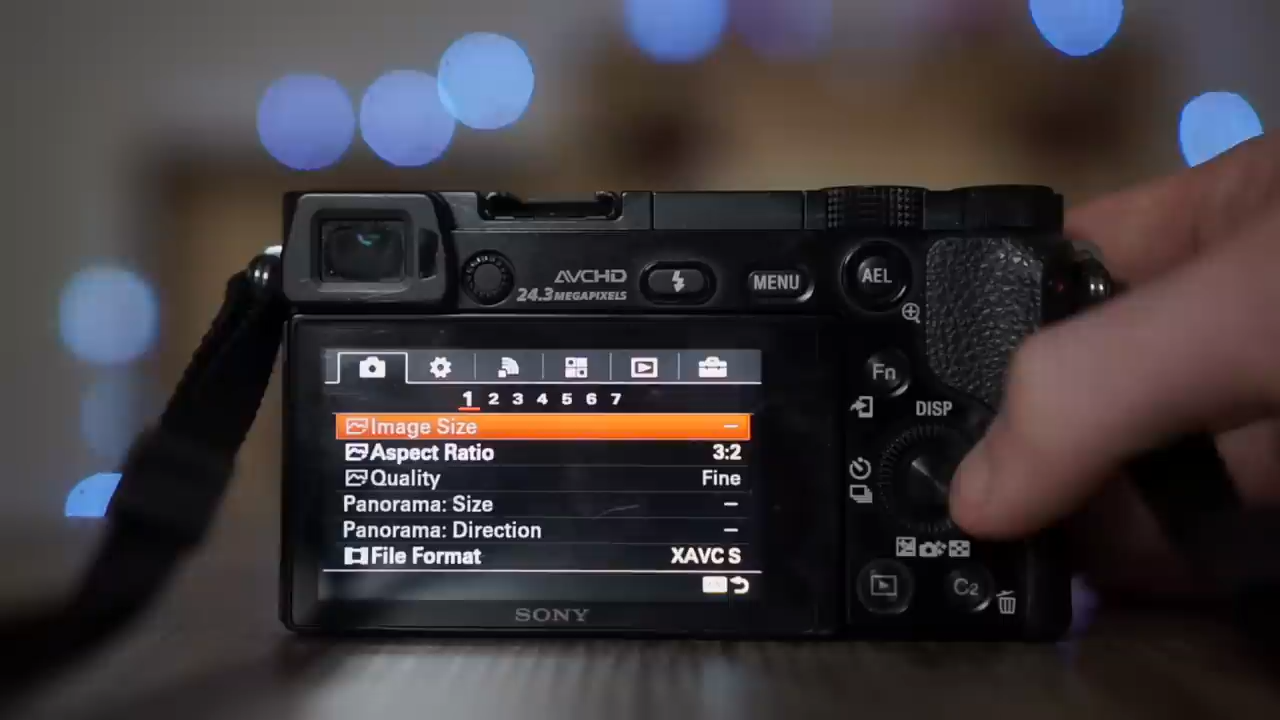 AVCHD
24.3 MEGAPIXELS
MENU
AEL
Fn
DISP
1 2 3 4 5 6 7
Image Size –
Aspect Ratio 3:2
Quality Fine
Panorama: Size –
Panorama: Direction –
File Format XAVC S
C2
SONY